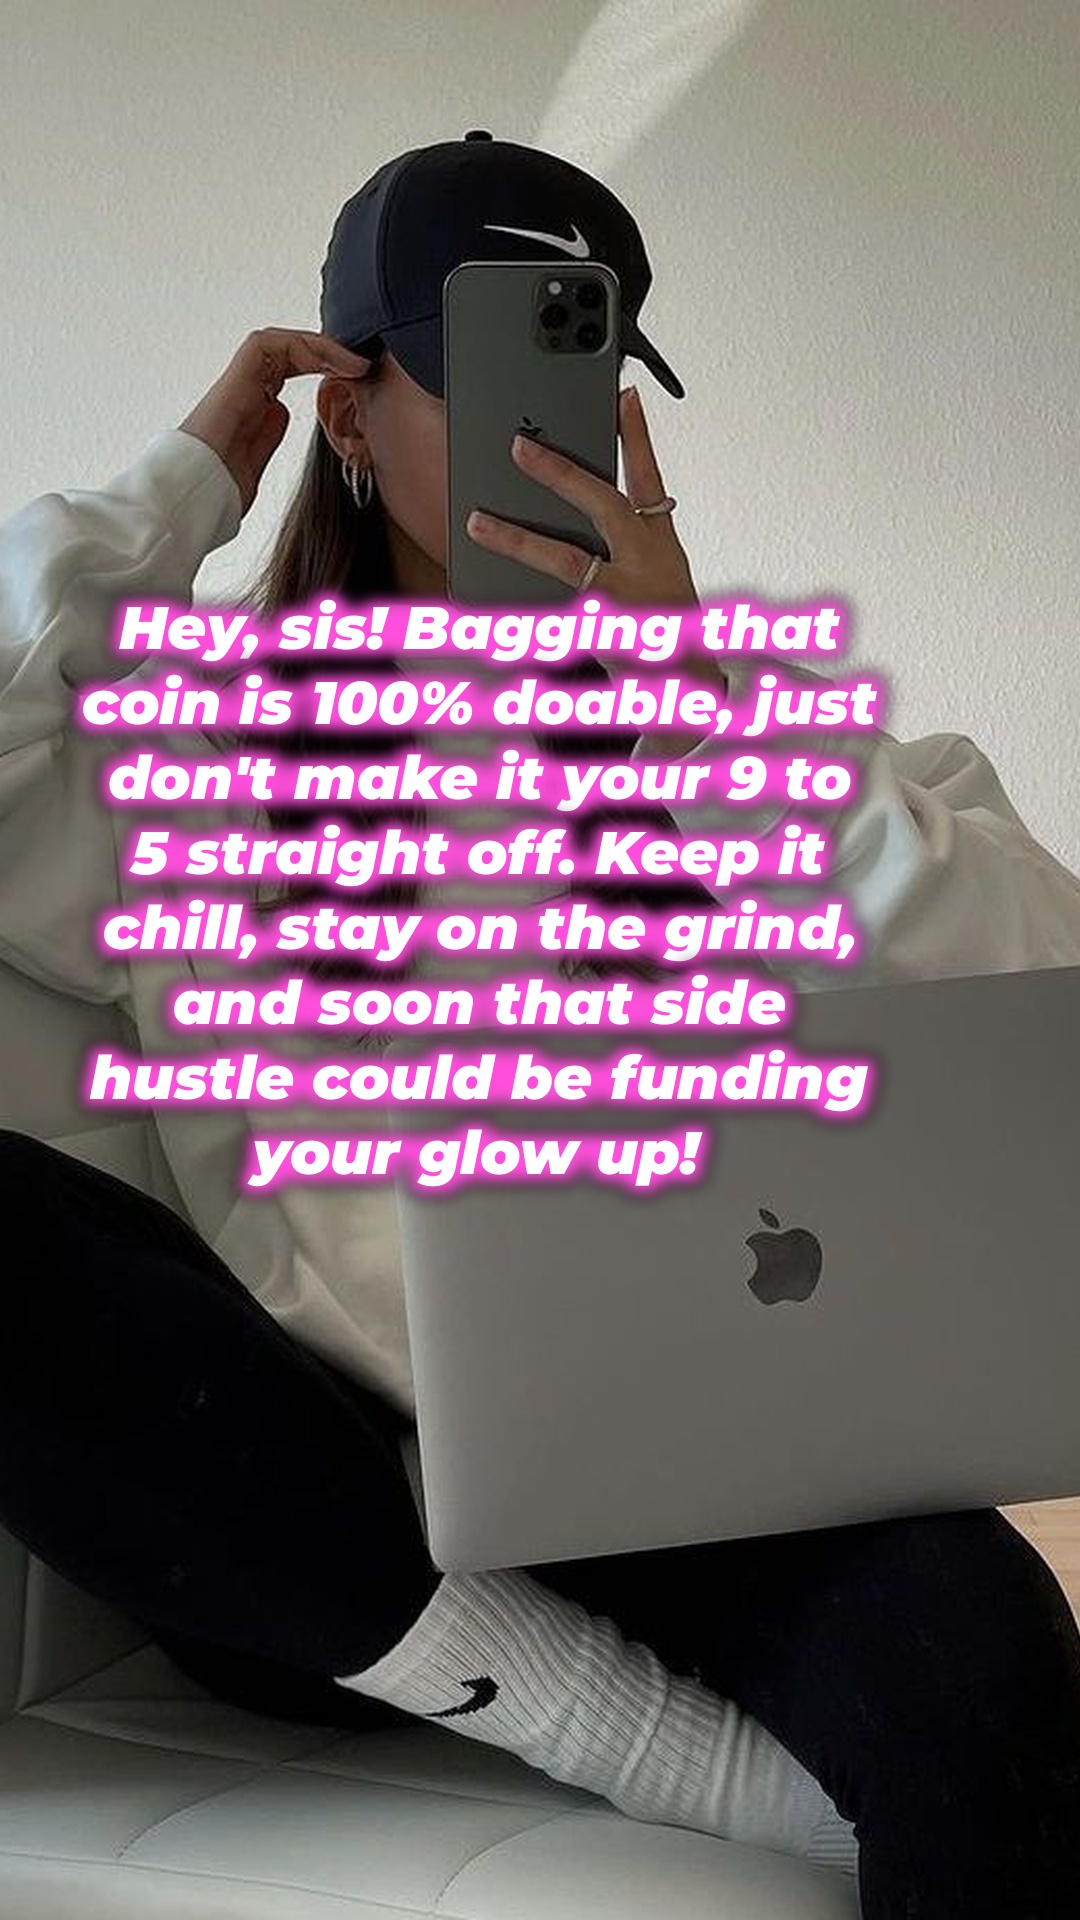 Hey, sis! Bagging that
coin is 100% doable, just
don't make it your 9 to
5 straight off. Keep it
chill, stay on the grind,
and soon that side
hustle could be funding
your glow up!